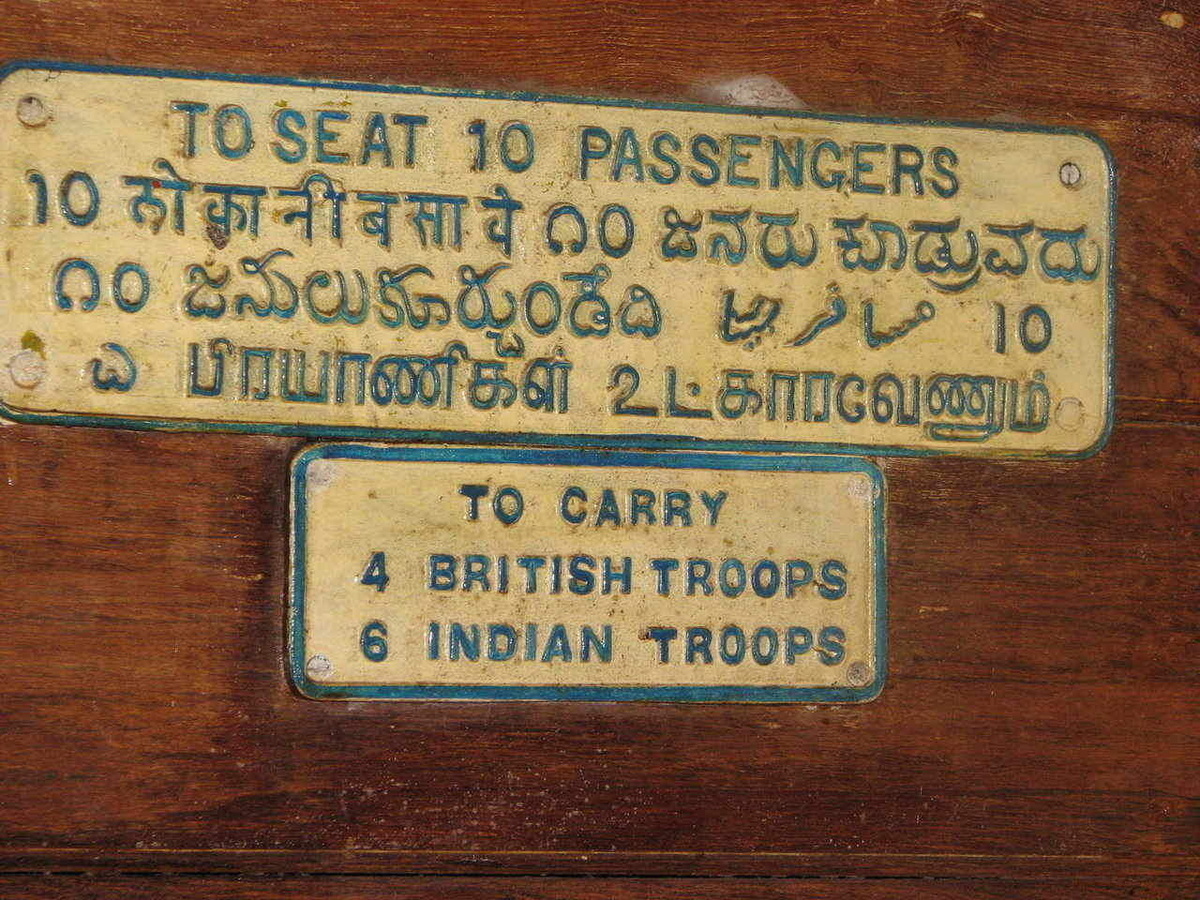 TO SEAT 10 PASSENGERS
10 लोकानी बसावे ೧೦ ಜನರು ಕೂಡ್ರುವದು
౧౦ జనులుకూర్చుండేది 10 مسافر
௰ பிரயாணிகள் உட்காரவேணும்
TO CARRY
4 BRITISH TROOPS
6 INDIAN TROOPS